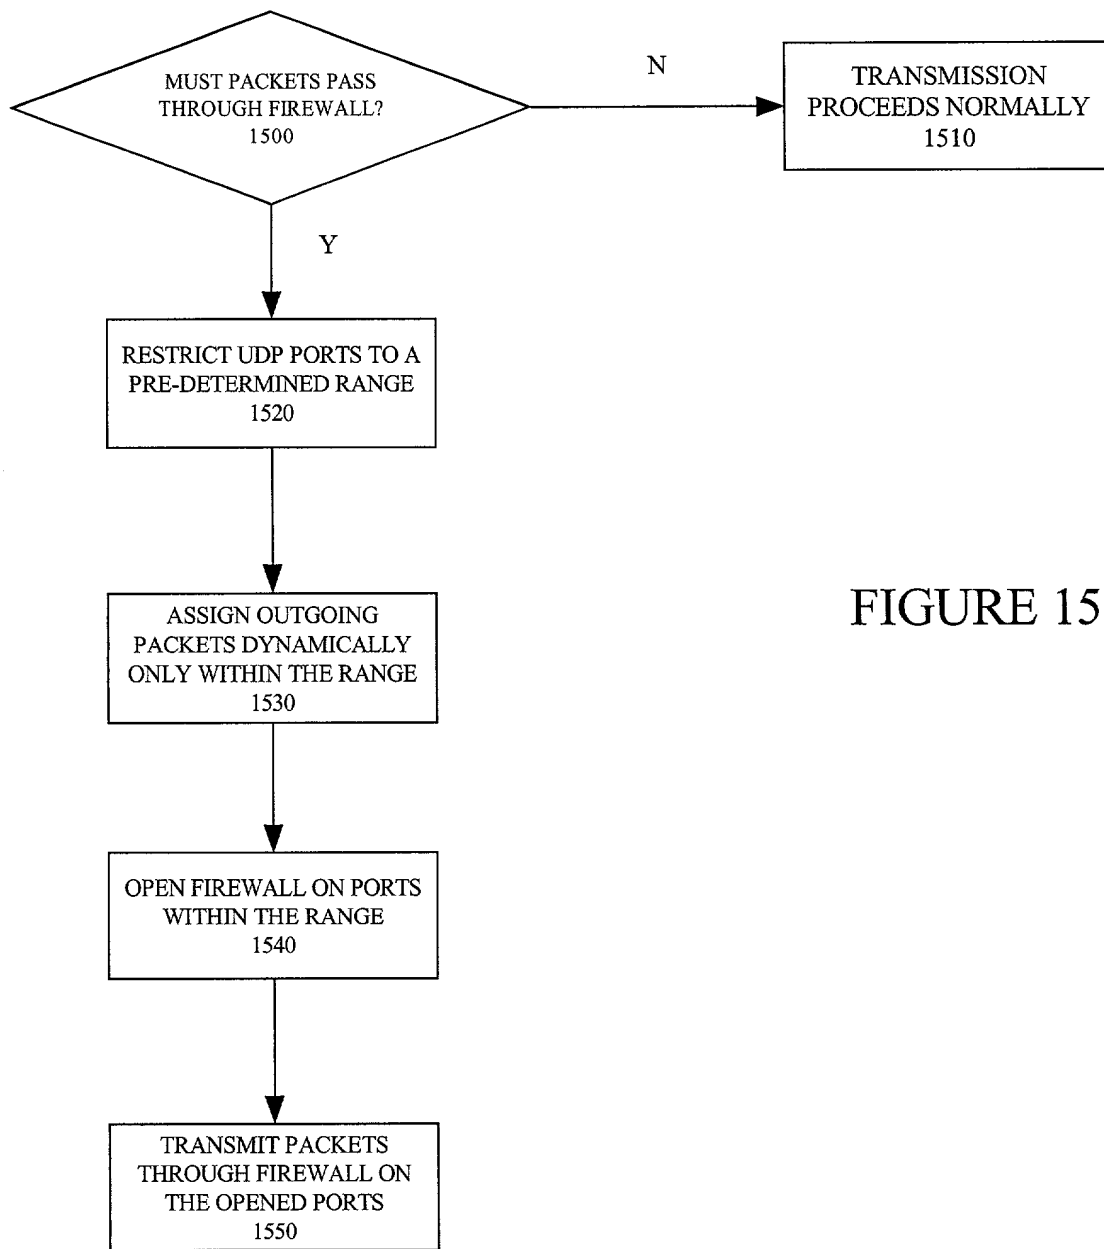 MUST PACKETS PASS
THROUGH FIREWALL?
1500
N
TRANSMISSION
PROCEEDS NORMALLY
1510
Y
RESTRICT UDP PORTS TO A
PRE-DETERMINED RANGE
1520
ASSIGN OUTGOING
PACKETS DYNAMICALLY
ONLY WITHIN THE RANGE
1530
FIGURE 15
OPEN FIREWALL ON PORTS
WITHIN THE RANGE
1540
TRANSMIT PACKETS
THROUGH FIREWALL ON
THE OPENED PORTS
1550